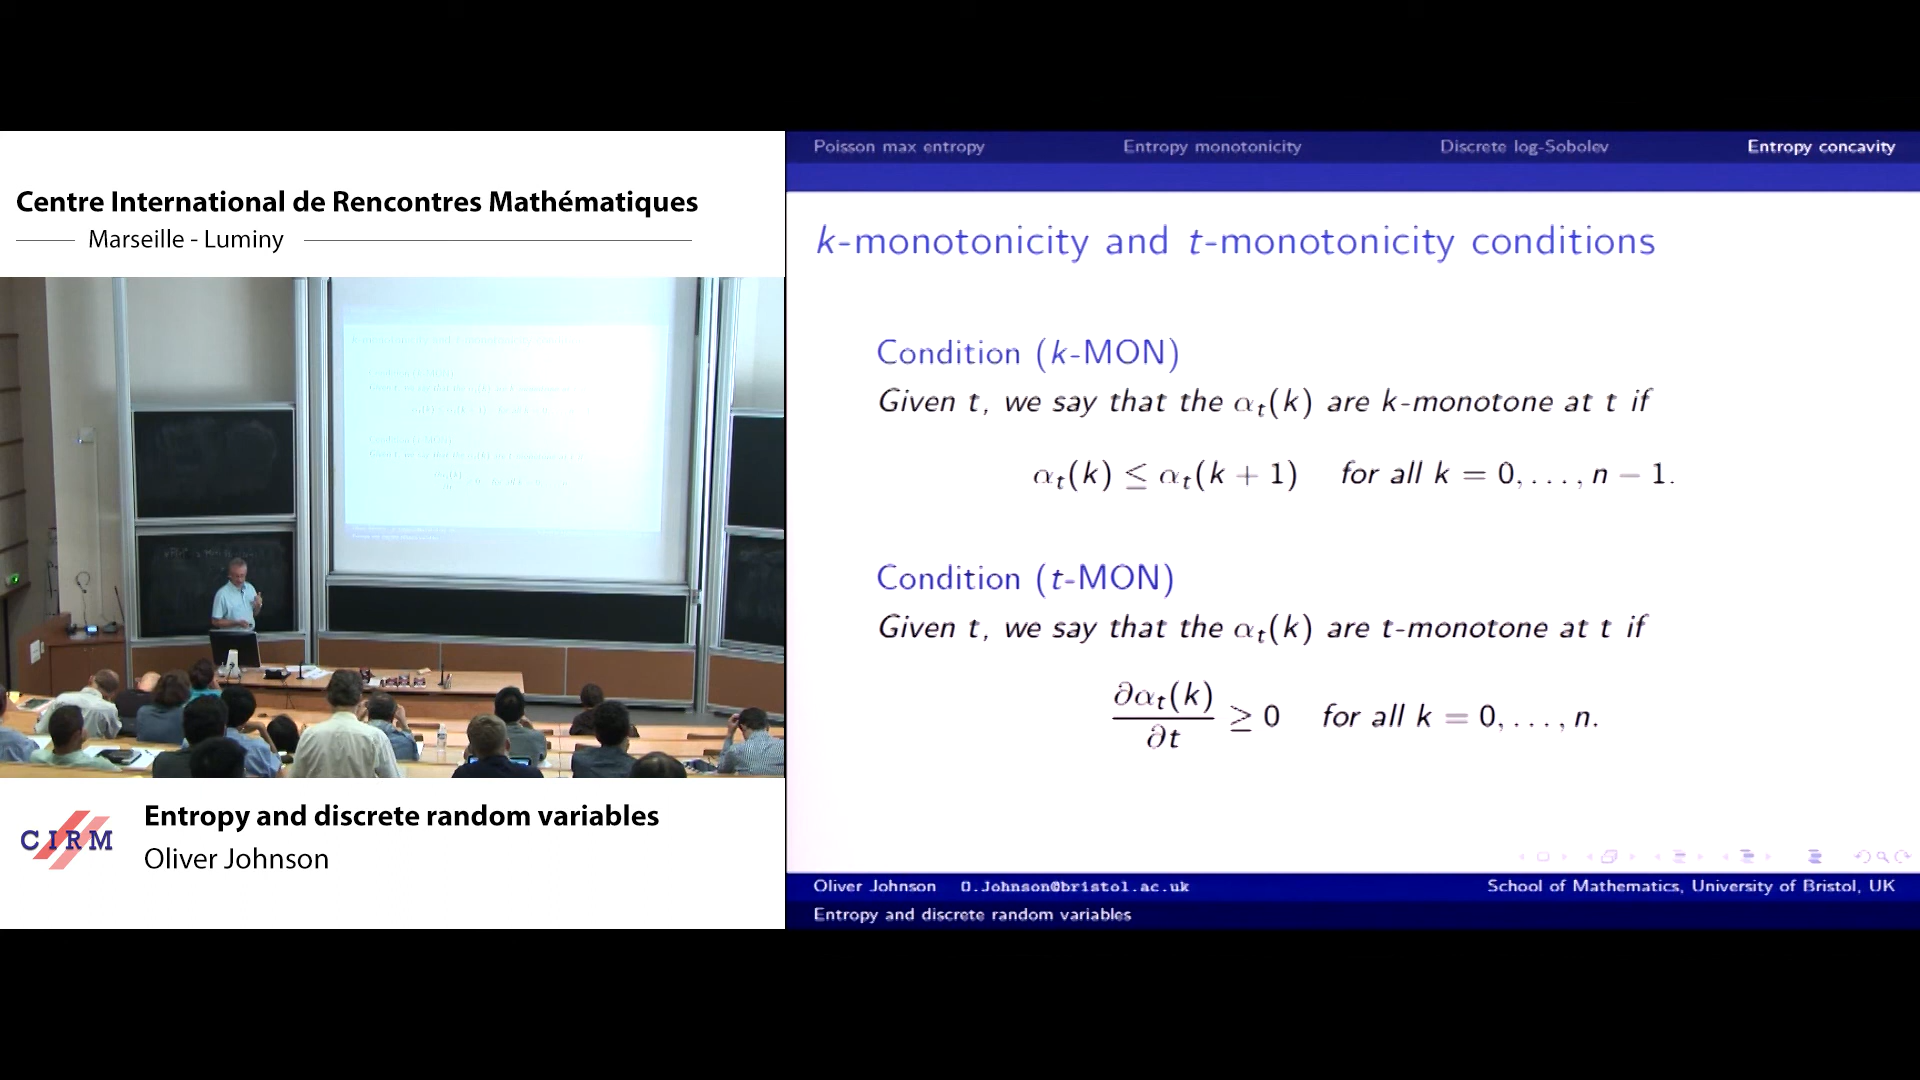 Centre International de Rencontres Mathématiques
Marseille - Luminy
Entropy and discrete random variables
Oliver Johnson
CIRM
Poisson max entropy Entropy monotonicity Discrete log-Sobolev Entropy concavity
k-monotonicity and t-monotonicity conditions
Condition (k-MON)
Given t, we say that the αₜ(k) are k-monotone at t if
αₜ(k) ≤ αₜ(k + 1) for all k = 0, . . . , n − 1.
Condition (t-MON)
Given t, we say that the αₜ(k) are t-monotone at t if
∂αₜ(k)/∂t ≥ 0 for all k = 0, . . . , n.
Oliver Johnson O.Johnson@bristol.ac.uk School of Mathematics, University of Bristol, UK
Entropy and discrete random variables